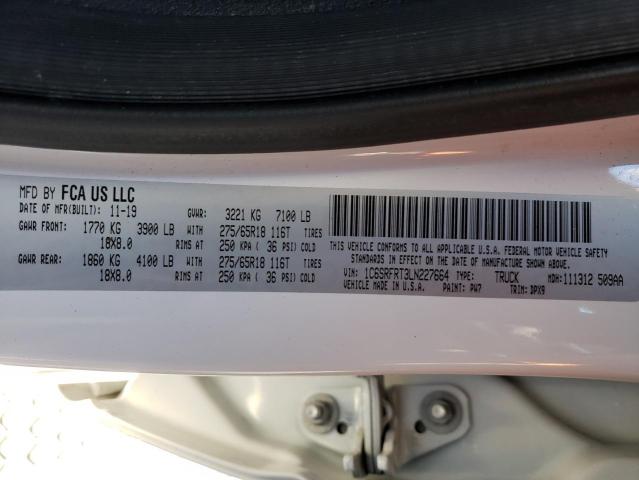 MFD BY FCA US LLC
DATE OF MFR(BUILT): 11-19 GVWR: 3221 KG 7100 LB
GAWR FRONT: 1770 KG 3900 LB WITH 275/65R18 116T TIRES
18X8.0 RIMS AT 250 KPA ( 36 PSI) COLD
GAWR REAR: 1860 KG 4100 LB WITH 275/65R18 116T TIRES
18X8.0 RIMS AT 250 KPA ( 36 PSI) COLD
THIS VEHICLE CONFORMS TO ALL APPLICABLE U.S.A. FEDERAL MOTOR VEHICLE
SAFETY, BUMPER, AND THEFT PREVENTION STANDARDS IN EFFECT ON THE DATE OF MANUFACTURE SHOWN ABOVE.
VIN: 1C6SRFRT3LN227664 TYPE: TRUCK MDH: 111312 509AA
VEHICLE MADE IN U.S.A. PAINT: PW7 TRIM: DPX9